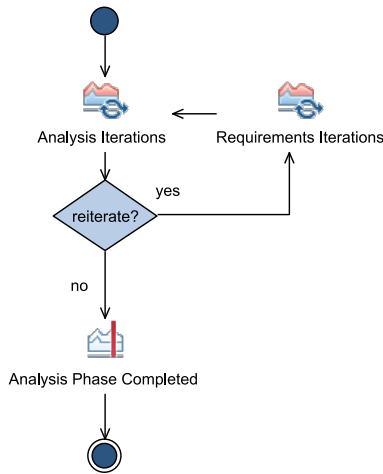 Analysis Iterations
Requirements Iterations
yes
reiterate?
no
Analysis Phase Completed